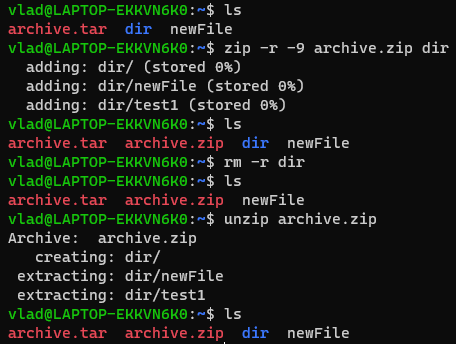 vlad@LAPTOP-EKKVN6K0:~$ ls
archive.tar  dir  newFile
vlad@LAPTOP-EKKVN6K0:~$ zip -r -9 archive.zip dir
  adding: dir/ (stored 0%)
  adding: dir/newFile (stored 0%)
  adding: dir/test1 (stored 0%)
vlad@LAPTOP-EKKVN6K0:~$ ls
archive.tar  archive.zip  dir  newFile
vlad@LAPTOP-EKKVN6K0:~$ rm -r dir
vlad@LAPTOP-EKKVN6K0:~$ ls
archive.tar  archive.zip  newFile
vlad@LAPTOP-EKKVN6K0:~$ unzip archive.zip
Archive:  archive.zip
   creating: dir/
 extracting: dir/newFile
 extracting: dir/test1
vlad@LAPTOP-EKKVN6K0:~$ ls
archive.tar  archive.zip  dir  newFile